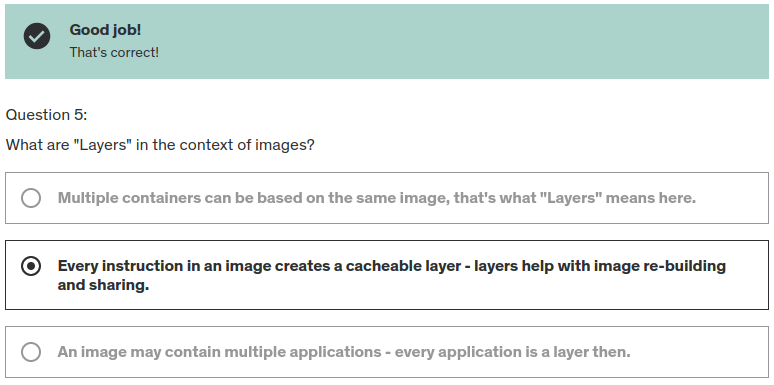 Good job!
That's correct!
Question 5:
What are "Layers" in the context of images?
Multiple containers can be based on the same image, that's what "Layers" means here.
Every instruction in an image creates a cacheable layer - layers help with image re-building
and sharing.
An image may contain multiple applications - every application is a layer then.